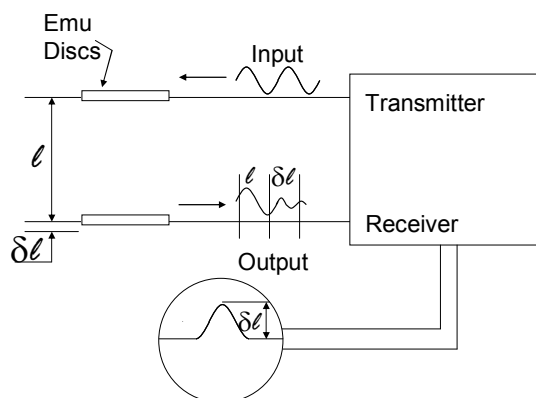 Emu
Discs
Input
Transmitter
ℓ
ℓ δℓ
δℓ
Receiver
Output
δℓ